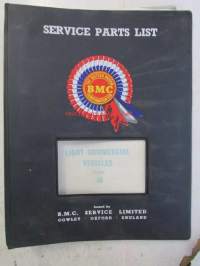 SERVICE PARTS LIST
BMC
LIGHT COMMERCIAL
VEHICLES
Issued by
B.M.C. SERVICE LIMITED
COWLEY OXFORD ENGLAND